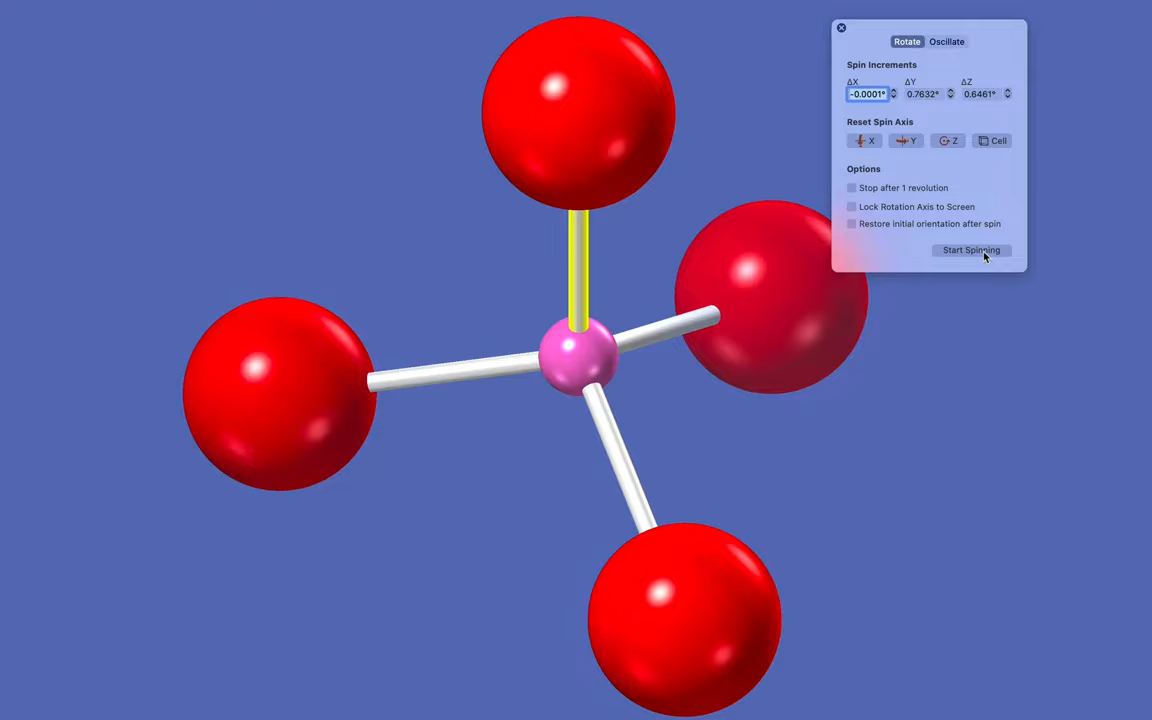 Rotate Oscillate
Spin Increments
ΔX ΔY ΔZ
-0.0001° 0.7632° 0.6461°
Reset Spin Axis
X Y Z Cell
Options
Stop after 1 revolution
Lock Rotation Axis to Screen
Restore initial orientation after spin
Start Spinning